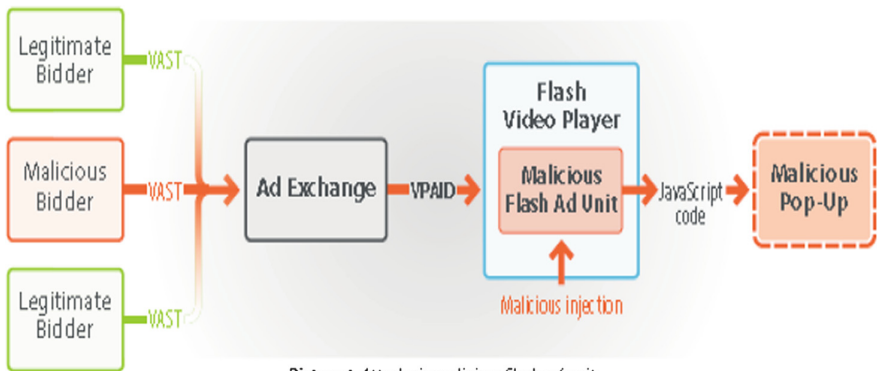 Legitimate
Bidder
VAST
Malicious
Bidder
VAST
Legitimate
Bidder
VAST
Ad Exchange
VPAID
Flash
Video Player
Malicious
Flash Ad Unit
Malicious injection
JavaScript
code
Malicious
Pop-Up